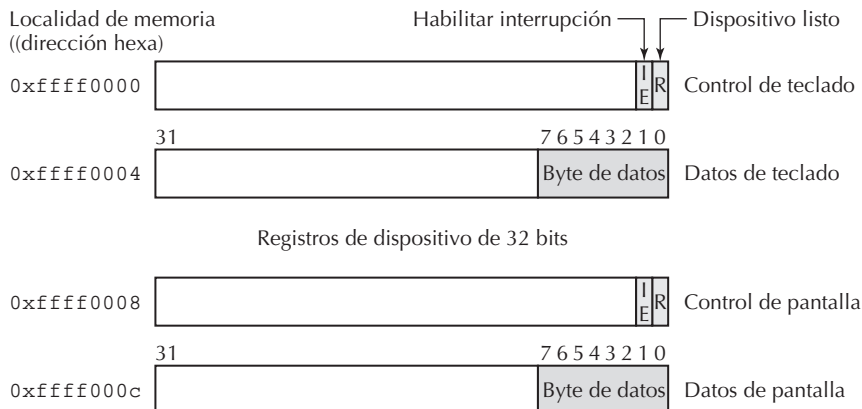 Localidad de memoria
((dirección hexa)
Habilitar interrupción
Dispositivo listo
0xffff0000
I
E
R
Control de teclado
31
7 6 5 4 3 2 1 0
0xffff0004
Byte de datos
Datos de teclado
Registros de dispositivo de 32 bits
0xffff0008
I
E
R
Control de pantalla
31
7 6 5 4 3 2 1 0
0xffff000c
Byte de datos
Datos de pantalla